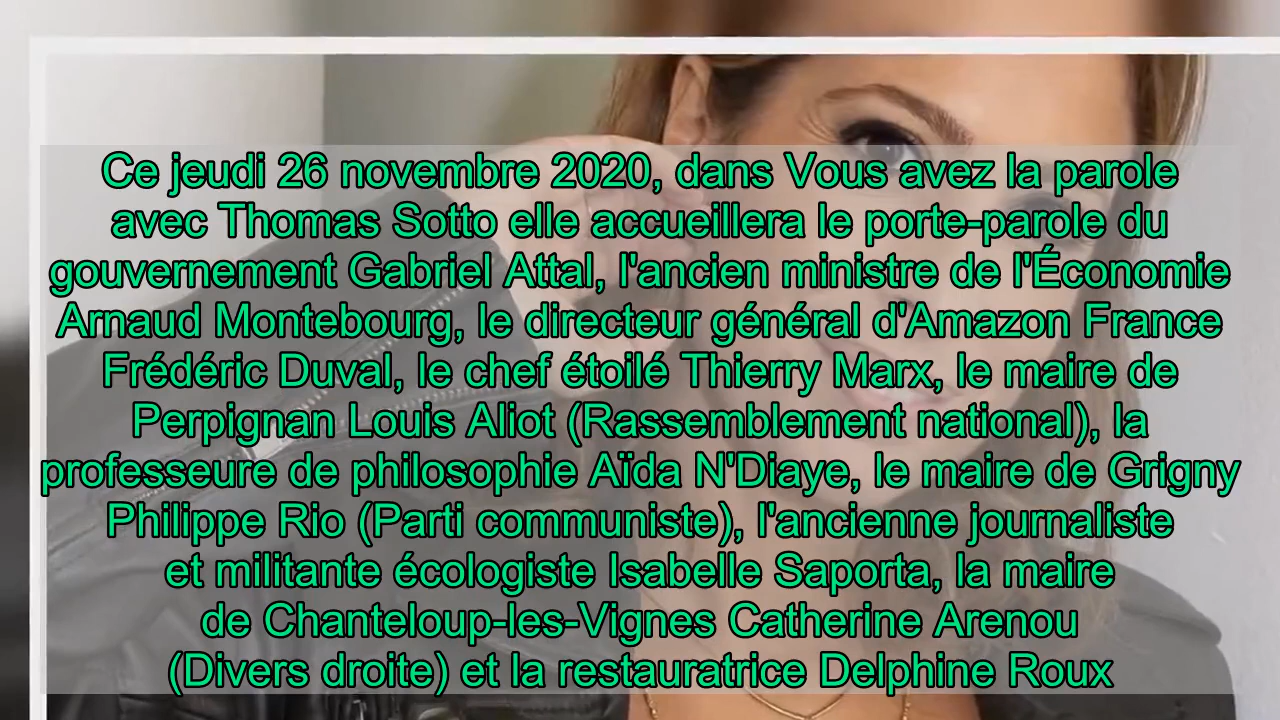 Ce jeudi 26 novembre 2020, dans Vous avez la parole
avec Thomas Sotto elle accueillera le porte-parole du
gouvernement Gabriel Attal, l'ancien ministre de l'Économie
Arnaud Montebourg, le directeur général d'Amazon France
Frédéric Duval, le chef étoilé Thierry Marx, le maire de
Perpignan Louis Aliot (Rassemblement national), la
professeure de philosophie Aïda N'Diaye, le maire de Grigny
Philippe Rio (Parti communiste), l'ancienne journaliste
et militante écologiste Isabelle Saporta, la maire
de Chanteloup-les-Vignes Catherine Arenou
(Divers droite) et la restauratrice Delphine Roux